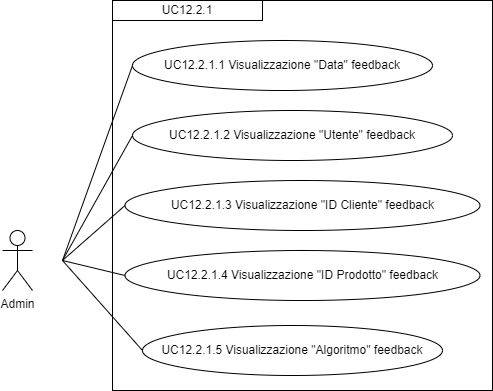 UC12.2.1
UC12.2.1.1 Visualizzazione "Data" feedback
UC12.2.1.2 Visualizzazione "Utente" feedback
UC12.2.1.3 Visualizzazione "ID Cliente" feedback
UC12.2.1.4 Visualizzazione "ID Prodotto" feedback
UC12.2.1.5 Visualizzazione "Algoritmo" feedback
Admin